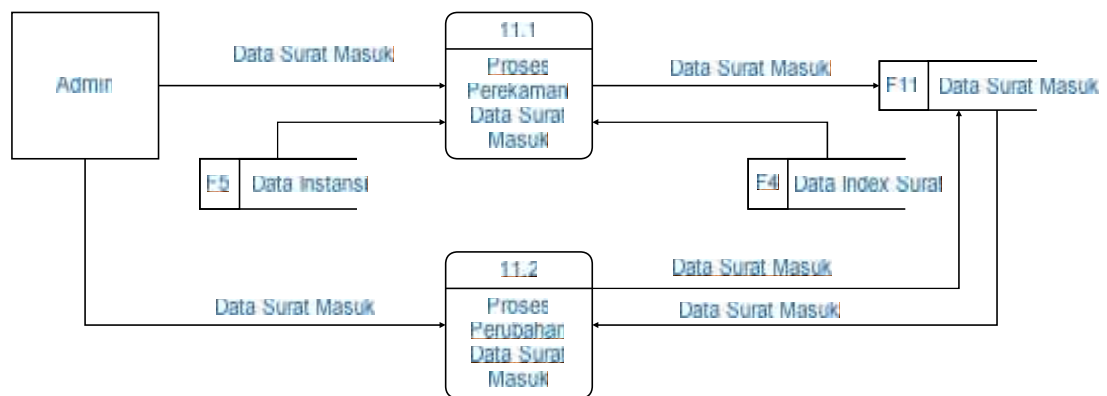 Admin
Data Surat Masuk
11.1
Proses
Perekaman
Data Surat
Masuk
Data Surat Masuk
F11 Data Surat Masuk
F5 Data Instansi
F4 Data Index Surat
Data Surat Masuk
11.2
Proses
Perubahan
Data Surat
Masuk
Data Surat Masuk
Data Surat Masuk